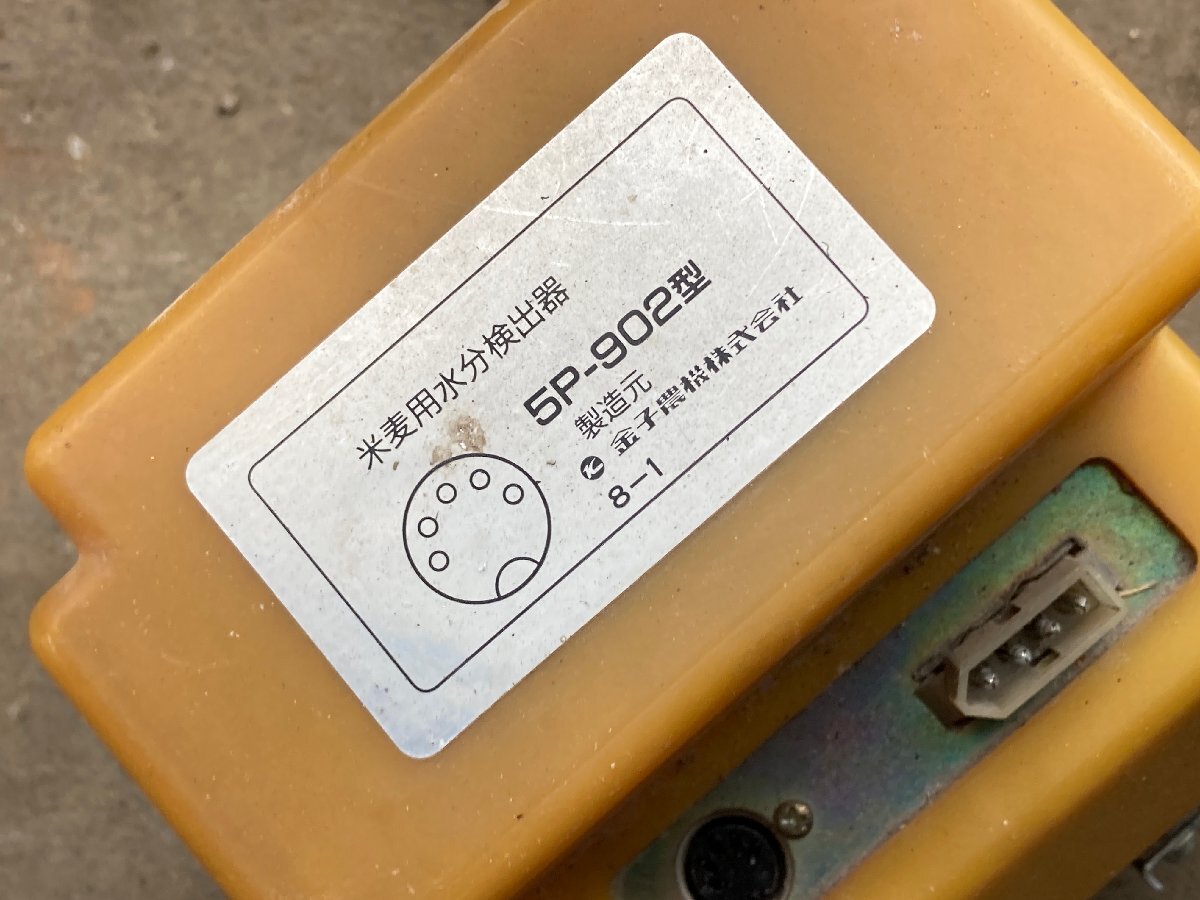 米麦用水分検出器
5P-902型
製造元
金子農機株式会社
8-1